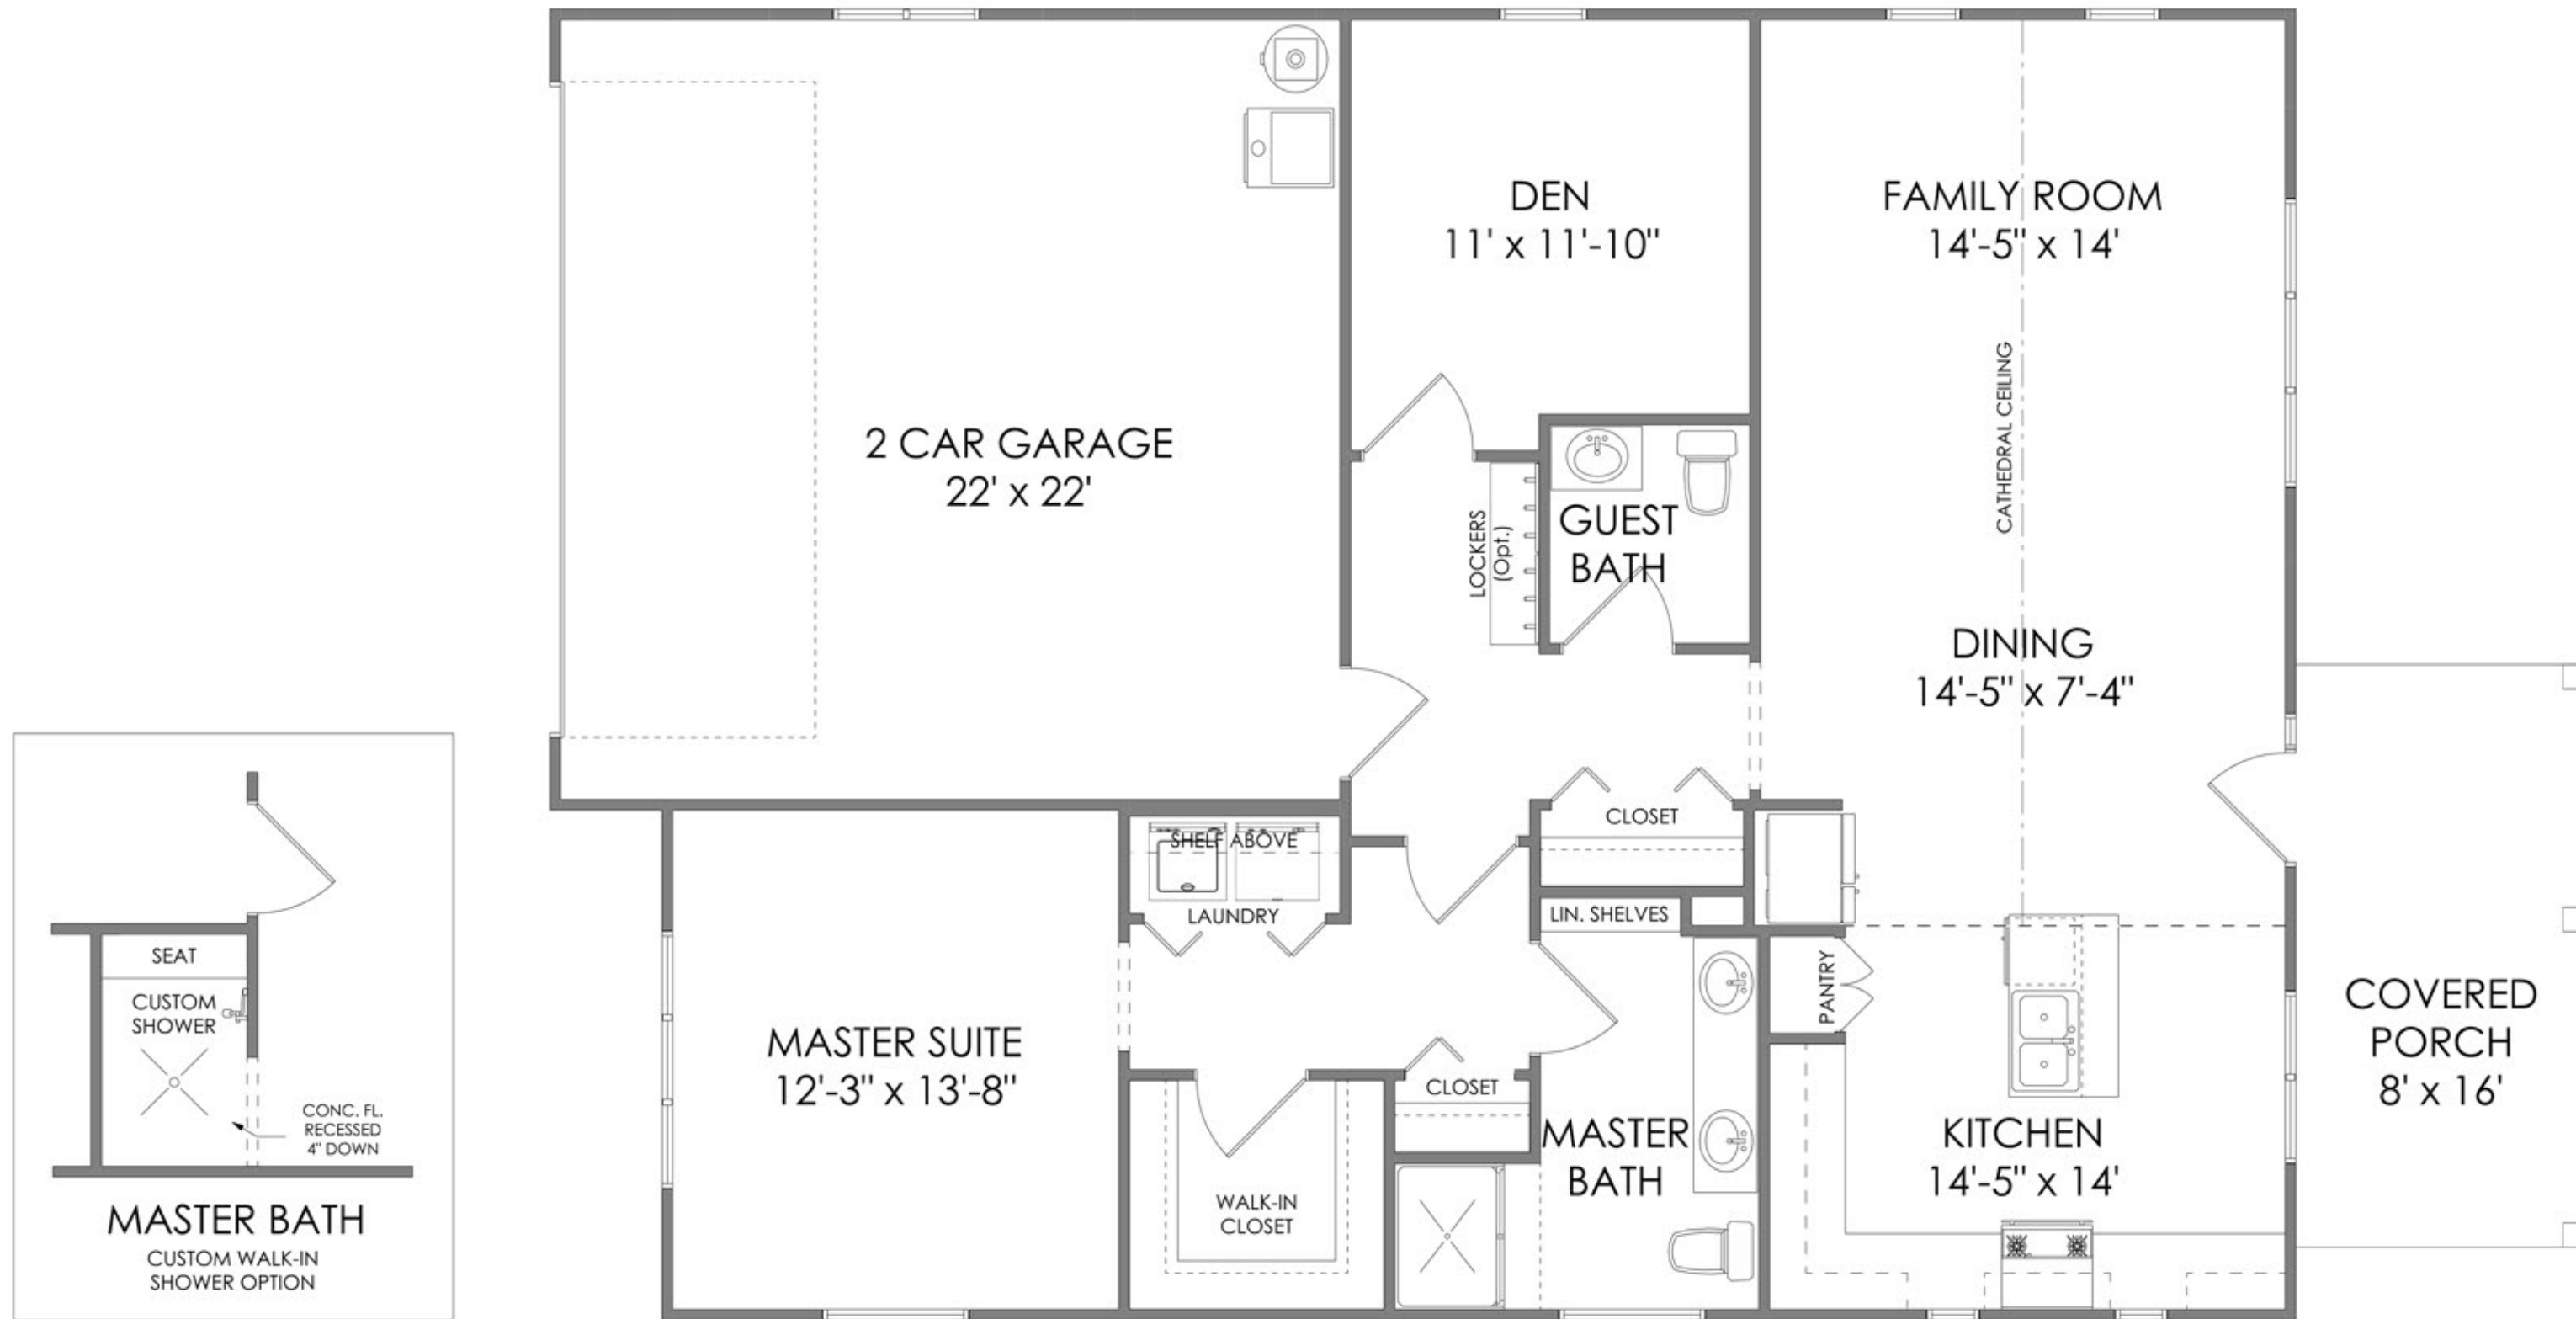 2 CAR GARAGE
22' x 22'
DEN
11' x 11'-10"
FAMILY ROOM
14'-5" x 14'
CATHEDRAL CEILING
LOCKERS
(Opt.)
GUEST
BATH
DINING
14'-5" x 7'-4"
CLOSET
SHELF ABOVE
LAUNDRY
LIN. SHELVES
PANTRY
MASTER SUITE
12'-3" x 13'-8"
CLOSET
WALK-IN
CLOSET
MASTER
BATH
KITCHEN
14'-5" x 14'
COVERED
PORCH
8' x 16'
SEAT
CUSTOM
SHOWER
CONC. FL.
RECESSED
4" DOWN
MASTER BATH
CUSTOM WALK-IN
SHOWER OPTION